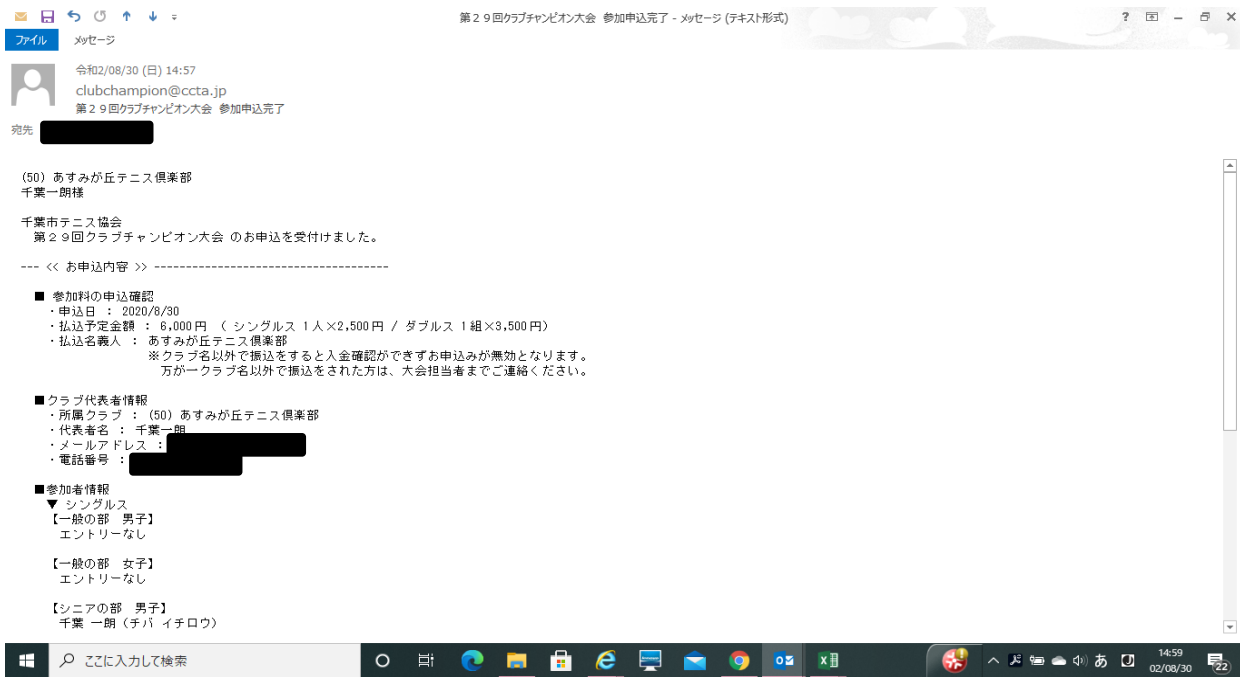 第２９回クラブチャンピオン大会 参加申込完了 - メッセージ (テキスト形式)
ファイル メッセージ
令和2/08/30 (日) 14:57
clubchampion@ccta.jp
第２９回クラブチャンピオン大会 参加申込完了
宛先
(50) あすみが丘テニス倶楽部
千葉一朗様
千葉市テニス協会
第２９回クラブチャンピオン大会 のお申込を受付けました。
--- << お申込内容 >> -------------------------------------
■ 参加料の申込確認
・申込日 ： 2020/8/30
・払込予定金額 ： 6,000円 （ シングルス 1人×2,500円 / ダブルス 1組×3,500円）
・払込名義人 ： あすみが丘テニス倶楽部
※クラブ名以外で振込をすると入金確認ができずお申込みが無効となります。
万が一クラブ名以外で振込をされた方は、大会担当者までご連絡ください。
■クラブ代表者情報
・所属クラブ ： (50) あすみが丘テニス倶楽部
・代表者名 ： 千葉一朗
・メールアドレス ：
・電話番号 ：
■参加者情報
▼ シングルス
【一般の部　男子】
エントリーなし
【一般の部　女子】
エントリーなし
【シニアの部　男子】
千葉 一朗（チバ イチロウ）
ここに入力して検索
あ
14:59
02/08/30
22